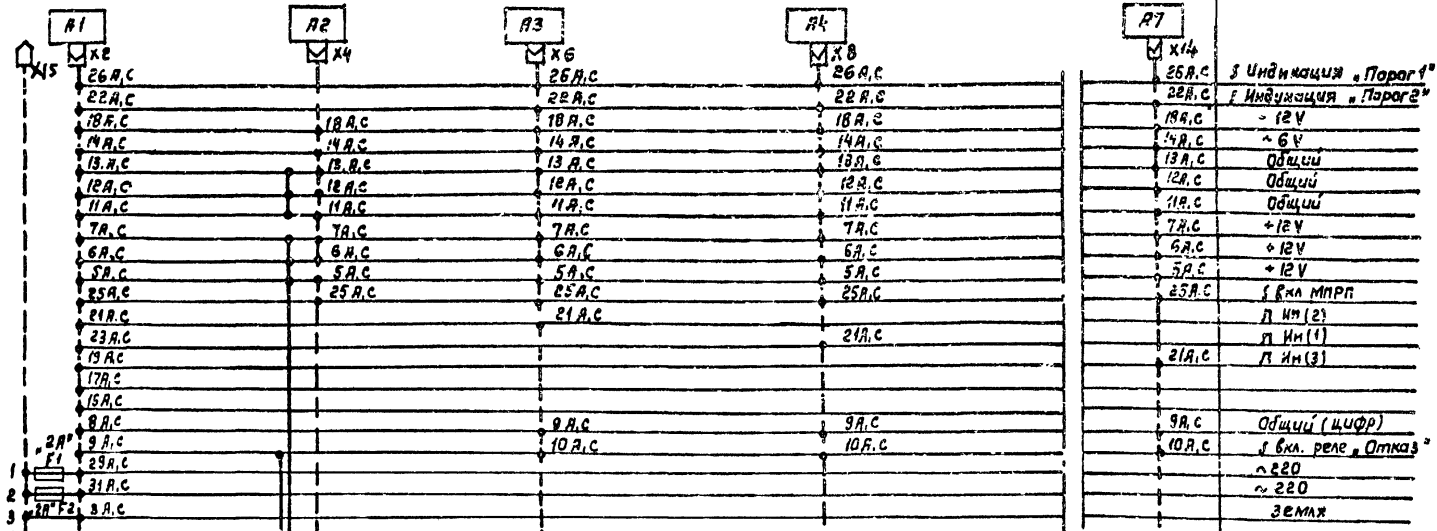 A1 A2 A3 A4 A7
X15 X2 X4 X6 X8 X14
26A,C 26A,C 26A,C 26A,C § Индикация „Порог1"
22A,C 22A,C 22A,C 22A,C Индукация „Порог2"
18A,C 18A,C 18A,C 18A,C 18A,C - 12V
14A,C 14A,C 14A,C 14A,C 14A,C ~ 6V
13.A,C 13.A,C 13A,C 13A,C 13A,C Общий
12A,C 12A,C 12A,C 12A,C 12A,C Общий
11A,C 11A,C 11A,C 11A,C 11A.C Общий
7A,C 7A,C 7A,C 7A,C 7A.C +12V
6A,C 6A,C 6A,C 6A,C 6A,C +12V
5A,C 5A,C 5A,C 5A,C 5A,C +12V
25A,C 25A,C 25A,C 25A,C 25A.C § вкл МПРП
21A,C 21A,C Л Ин(2)
23A,C 21A,C Л Ин(1)
19A,C 21A,C Л Ин(3)
17A,C
15A,C
8A,C 9A,C 9A,C 9A,C Общий (цифр)
„2A" 9A,C 10A,C 10A,C 10A,C § вкл. реле „Отказ"
1 F1 29A,C ~220
2 31A,C ~220
3 2A" F2 3A,C Земля